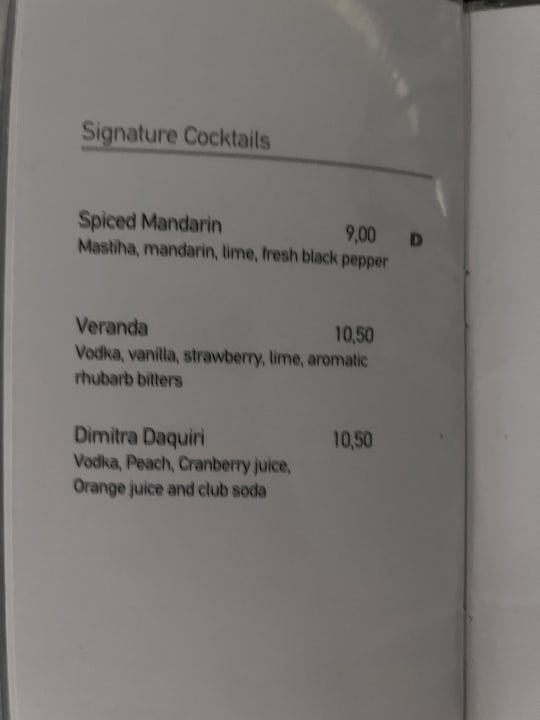 Signature Cocktails
Spiced Mandarin 9,00 D
Mastiha, mandarin, lime, fresh black pepper
Veranda 10,50
Vodka, vanilla, strawberry, lime, aromatic
rhubarb bitters
Dimitra Daquiri 10,50
Vodka, Peach, Cranberry juice,
Orange juice and club soda